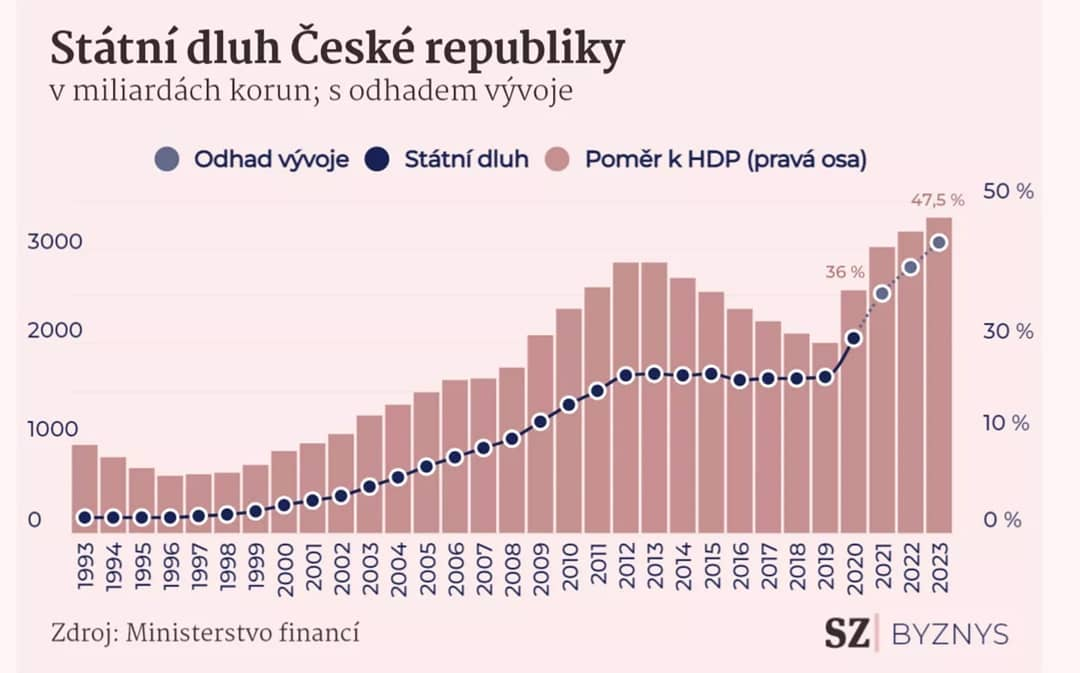 Státní dluh České republiky
v miliardách korun; s odhadem vývoje
Odhad vývoje Státní dluh Poměr k HDP (pravá osa)
50 %
47,5 %
3000
36 %
2000
30 %
1000
10 %
0
0 %
1993 1994 1995 1996 1997 1998 1999 2000 2001 2002 2003 2004 2005 2006 2007 2008 2009 2010 2011 2012 2013 2014 2015 2016 2017 2018 2019 2020 2021 2022 2023
Zdroj: Ministerstvo financí
SZ BYZNYS